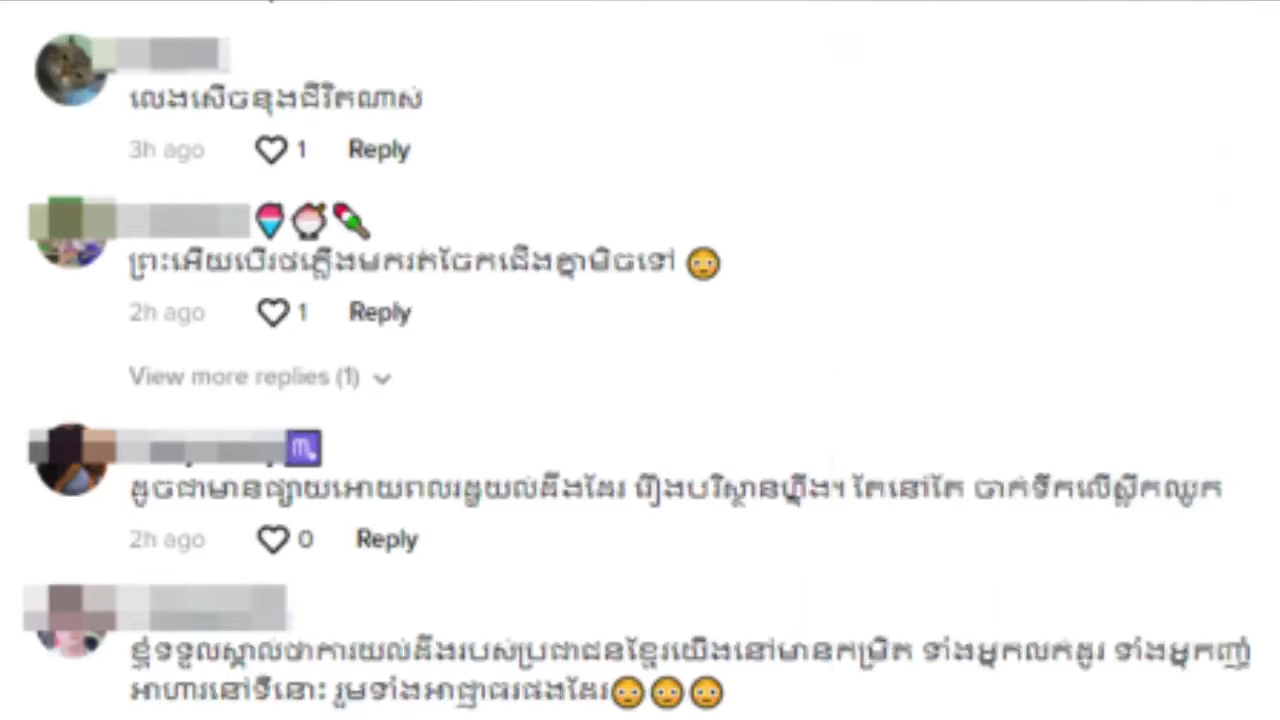 លេងសើចនុងជីវិតណាស់
3h ago 1 Reply
ព្រះអើយបើរថភ្លើងមករត់ចែកជើងគ្នាមិចទៅ 😳
2h ago 1 Reply
View more replies (1)
ដូចជាមានផ្សាយអោយពលរដ្ឋយល់ដឹងដែរ រឿងបរិស្ថានហ្នឹង។ តែនៅតែ ចាក់ទឹកលើស្លឹកឈូក
2h ago 0 Reply
ខ្ញុំទទួលស្គាល់ថាការយល់ដឹងរបស់ប្រជាជនខ្មែរយើងនៅមានកម្រិត ទាំងអ្នកលក់ដូរ ទាំងអ្នកញ៉ាំ
អាហារនៅទីនោះ រួមទាំងអាជ្ញាធរផងដែរ😳😳😳